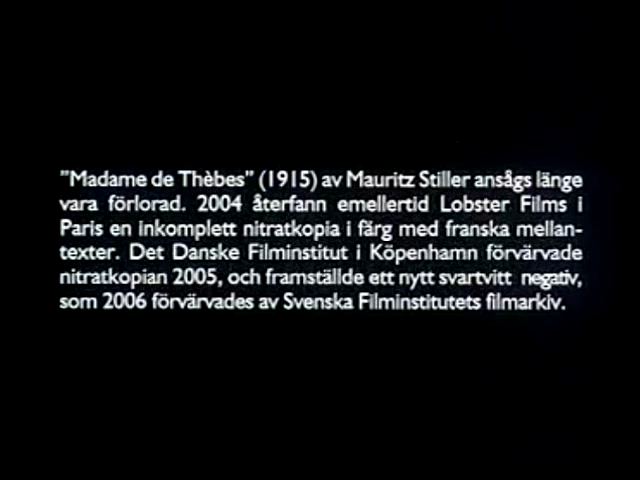 "Madame de Thèbes" (1915) av Mauritz Stiller ansågs länge
vara förlorad. 2004 återfann emellertid Lobster Films i
Paris en inkomplett nitratkopia i färg med franska mellan-
texter. Det Danske Filminstitut i Köpenhamn förvärvade
nitratkopian 2005, och framställde ett nytt svartvitt negativ,
som 2006 förvärvades av Svenska Filminstitutets filmarkiv.